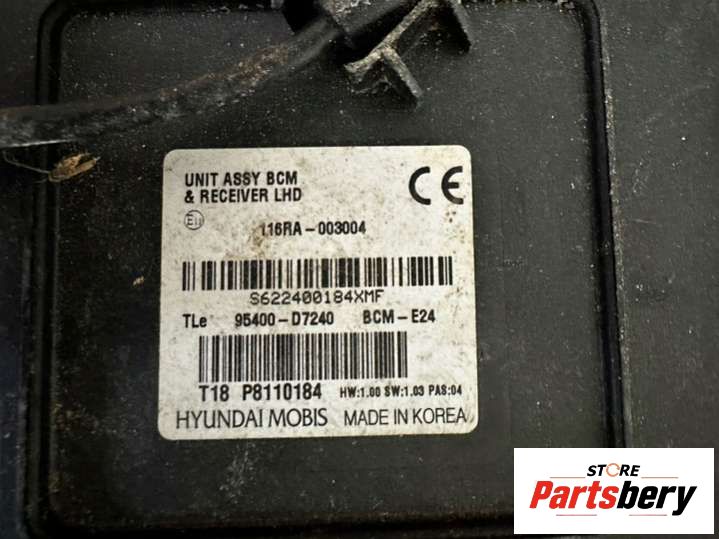 UNIT ASSY BCM
& RECEIVER LHD
CE
E11
116RA-003004
S622400184XMF
TLe 95400-D7240 BCM-E24
T18 P8110184 HW:1.00 SW:1.03 PAS:04
HYUNDAI MOBIS MADE IN KOREA
STORE
Partsbery